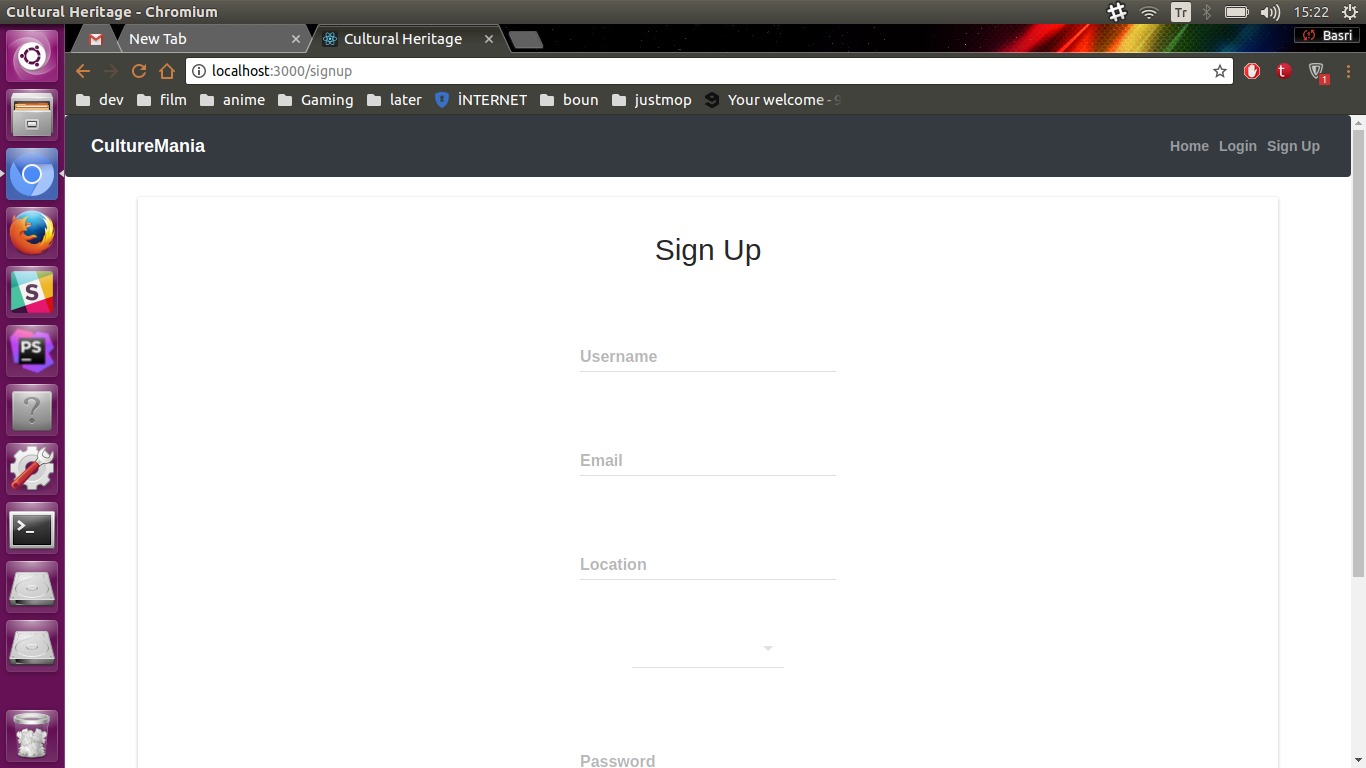 Cultural Heritage - Chromium
Tr
15:22
New Tab
Cultural Heritage
Basri
localhost:3000/signup
1
dev
film
anime
Gaming
later
İNTERNET
boun
justmop
Your welcome -
CultureMania
Home
Login
Sign Up
Sign Up
Username
Email
Location
Password
S
PS
?
>_